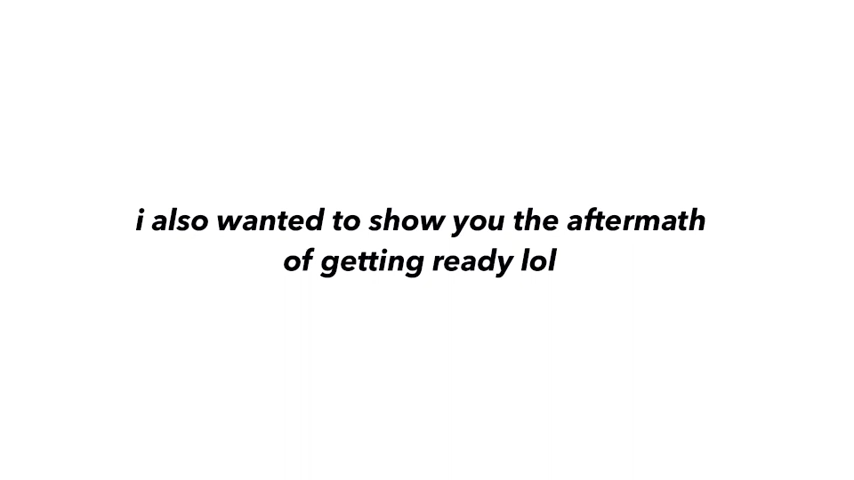 i also wanted to show you the aftermath
of getting ready lol